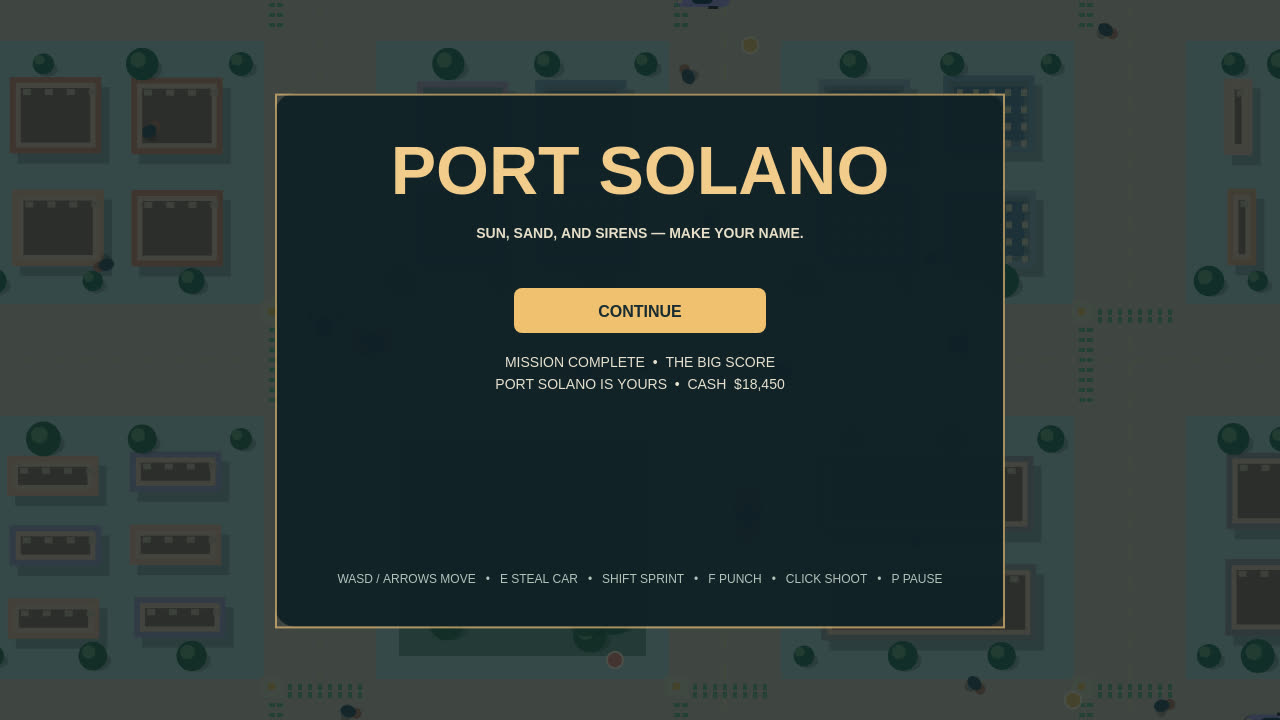 PORT SOLANO
SUN, SAND, AND SIRENS — MAKE YOUR NAME.
CONTINUE
MISSION COMPLETE • THE BIG SCORE
PORT SOLANO IS YOURS • CASH $18,450
WASD / ARROWS MOVE • E STEAL CAR • SHIFT SPRINT • F PUNCH • CLICK SHOOT • P PAUSE